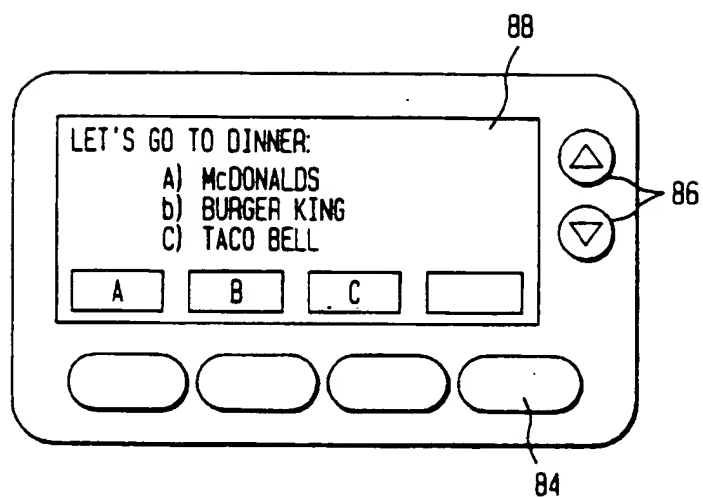 88
LET'S GO TO DINNER:
A) McDONALDS
b) BURGER KING
C) TACO BELL
86
A B C
84